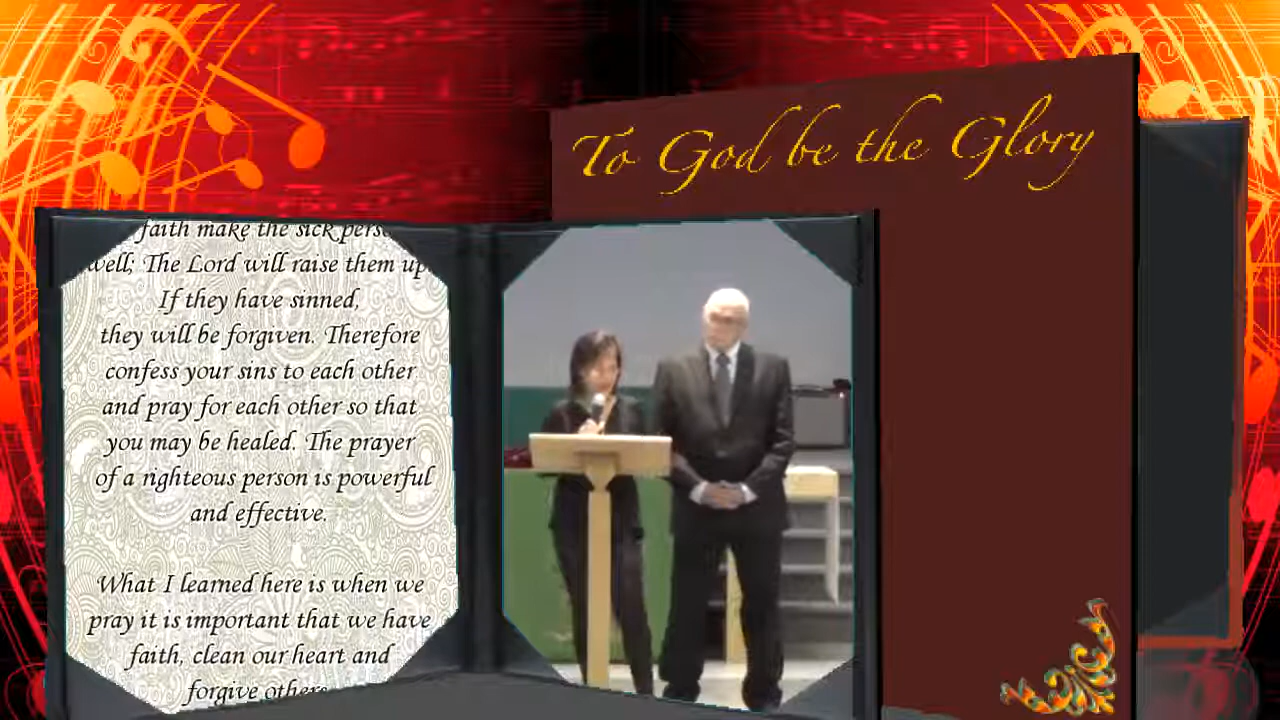 To God be the Glory
faith make the sick
well; The Lord will raise them up.
If they have sinned,
they will be forgiven. Therefore
confess your sins to each other
and pray for each other so that
you may be healed. The prayer
of a righteous person is powerful
and effective.
What I learned here is when we
pray it is important that we have
faith, clean our heart and
forgive others